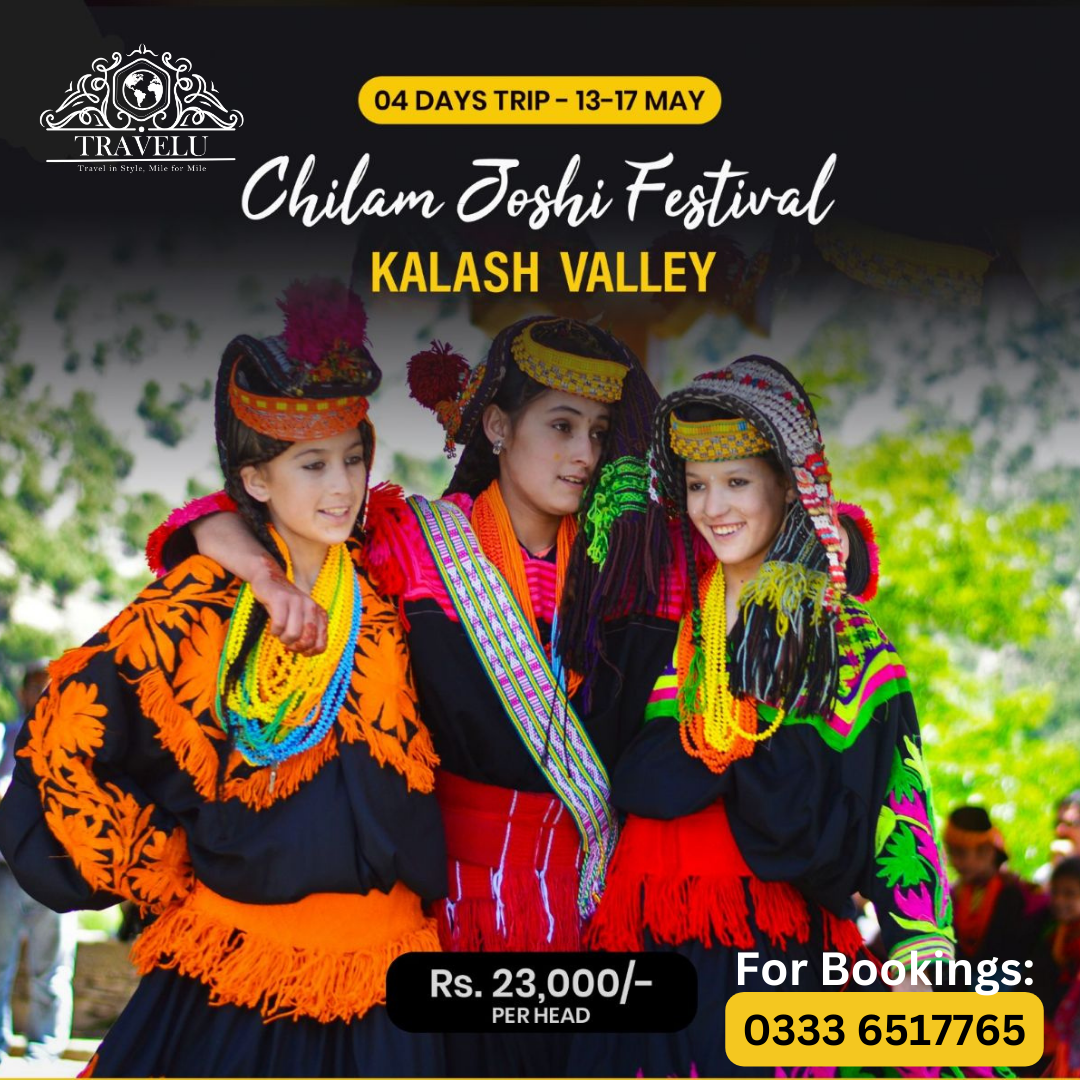 TRAVELU
Travel in Style, Mile for Mile
04 DAYS TRIP - 13-17 MAY
Chilam Joshi Festival
KALASH VALLEY
Rs. 23,000/-
PER HEAD
For Bookings:
0333 6517765